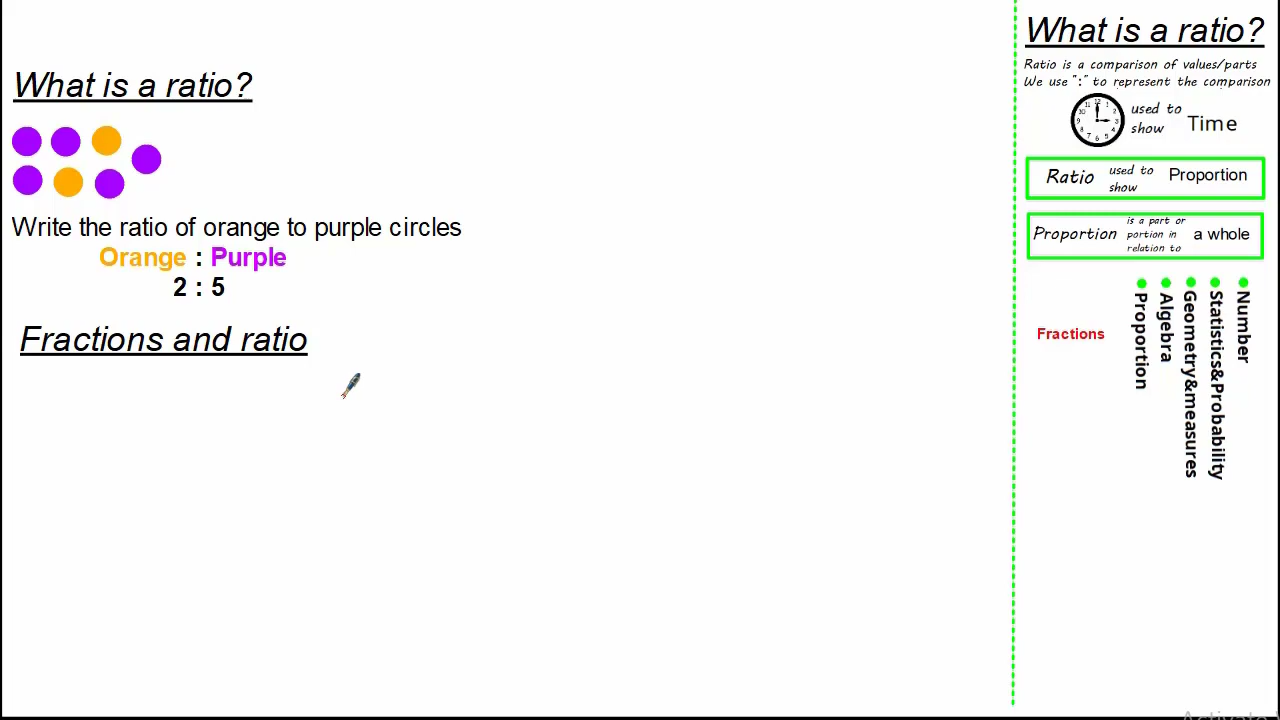 What is a ratio?
Write the ratio of orange to purple circles
Orange : Purple
2 : 5
Fractions and ratio
What is a ratio?
Ratio is a comparison of values/parts
We use ":" to represent the comparison
used to
show
Time
Ratio
used to
show
Proportion
Proportion
is a part or
portion in
relation to
a whole
Fractions
Proportion
Algebra
Geometry&measures
Statistics&Probability
Number